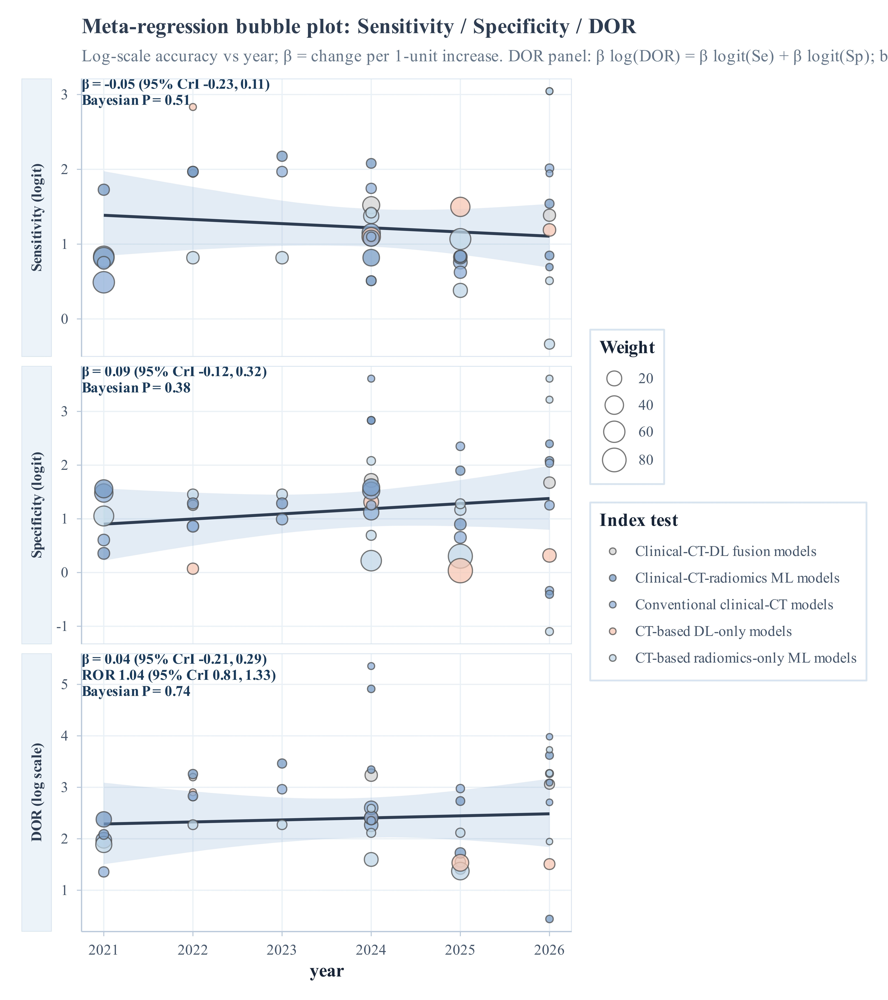 Meta-regression bubble plot: Sensitivity / Specificity / DOR
Log-scale accuracy vs year; β = change per 1-unit increase. DOR panel: β log(DOR) = β logit(Se) + β logit(Sp); b
Sensitivity (logit)
β = -0.05 (95% CrI -0.23, 0.11)
Bayesian P = 0.51
3
2
1
0
Specificity (logit)
β = 0.09 (95% CrI -0.12, 0.32)
Bayesian P = 0.38
3
2
1
0
-1
DOR (log scale)
β = 0.04 (95% CrI -0.21, 0.29)
ROR 1.04 (95% CrI 0.81, 1.33)
Bayesian P = 0.74
5
4
3
2
1
2021 2022 2023 2024 2025 2026
year
Weight
20
40
60
80
Index test
Clinical-CT-DL fusion models
Clinical-CT-radiomics ML models
Conventional clinical-CT models
CT-based DL-only models
CT-based radiomics-only ML models